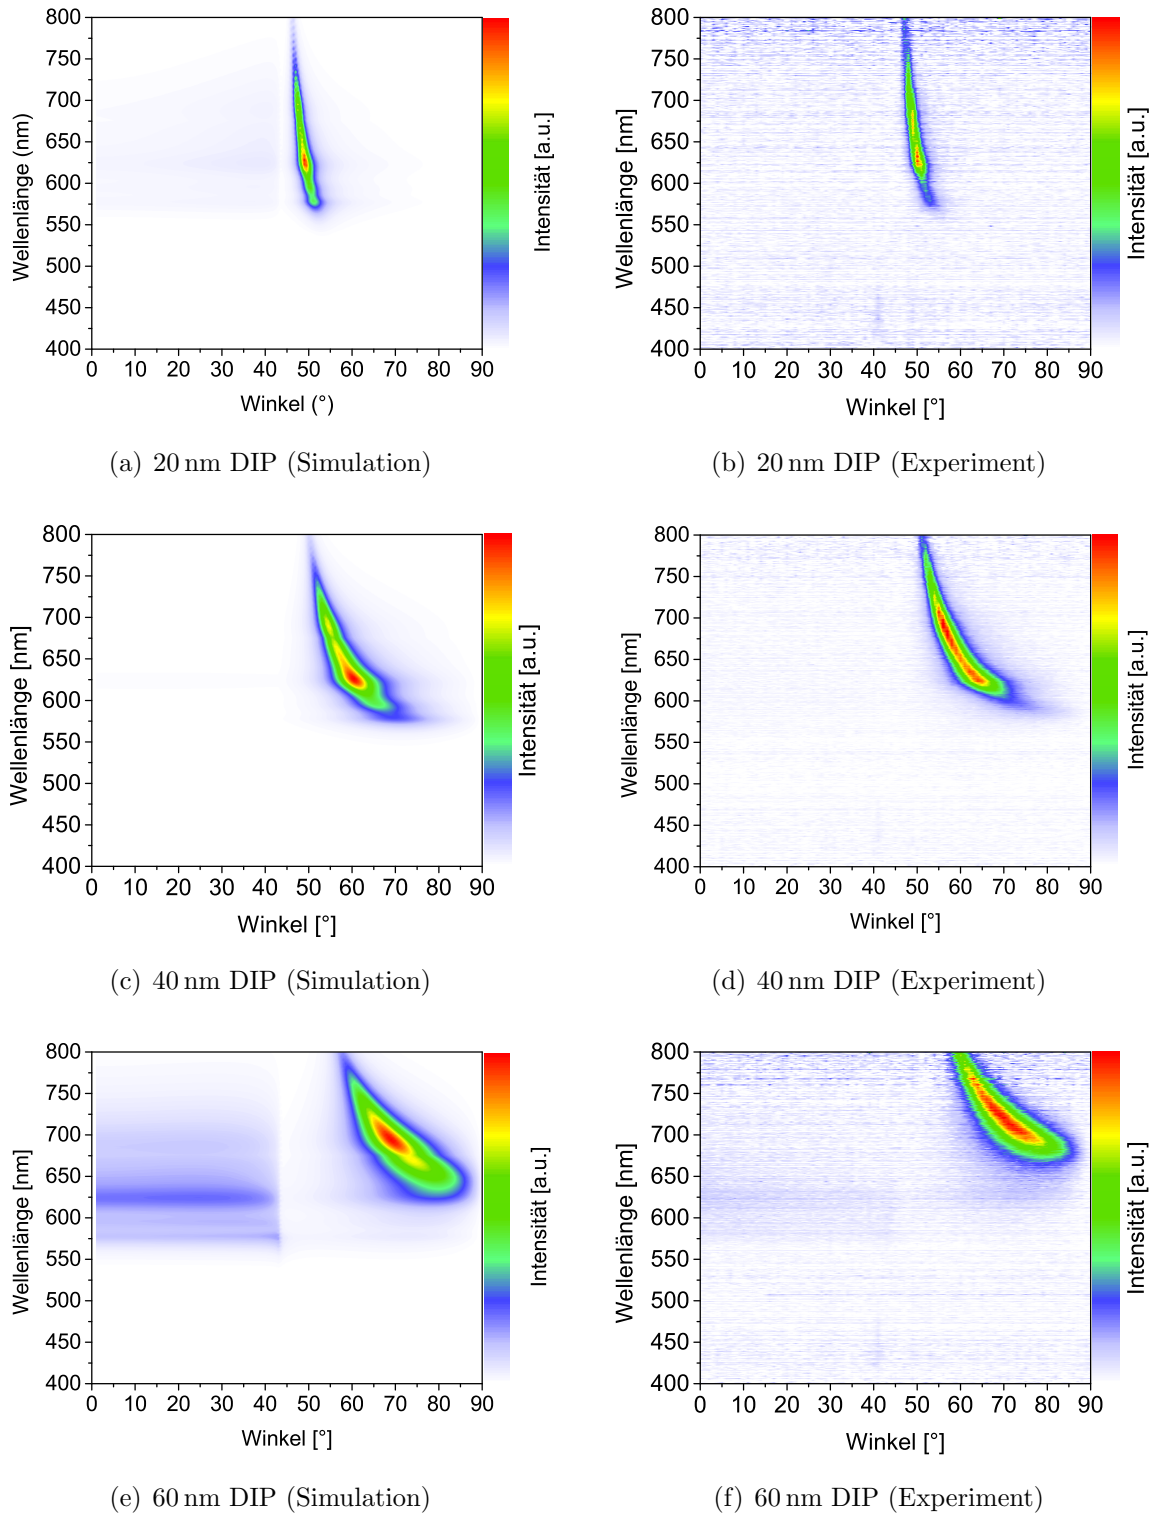 800
750
700
650
600
550
500
450
400
0 10 20 30 40 50 60 70 80 90
Wellenlänge (nm)
Winkel (°)
Intensität [a.u.]
(a) 20 nm DIP (Simulation)
800
750
700
650
600
550
500
450
400
0 10 20 30 40 50 60 70 80 90
Wellenlänge [nm]
Winkel [°]
Intensität [a.u.]
(b) 20 nm DIP (Experiment)
800
750
700
650
600
550
500
450
400
0 10 20 30 40 50 60 70 80 90
Wellenlänge [nm]
Winkel [°]
Intensität [a.u.]
(c) 40 nm DIP (Simulation)
800
750
700
650
600
550
500
450
400
0 10 20 30 40 50 60 70 80 90
Wellenlänge [nm]
Winkel [°]
Intensität [a.u.]
(d) 40 nm DIP (Experiment)
800
750
700
650
600
550
500
450
400
0 10 20 30 40 50 60 70 80 90
Wellenlänge [nm]
Winkel [°]
Intensität [a.u.]
(e) 60 nm DIP (Simulation)
800
750
700
650
600
550
500
450
400
0 10 20 30 40 50 60 70 80 90
Wellenlänge [nm]
Winkel [°]
Intensität [a.u.]
(f) 60 nm DIP (Experiment)